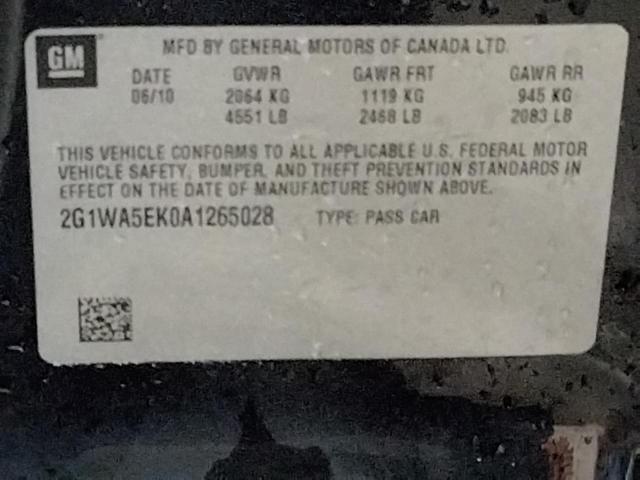 GM
MFD BY GENERAL MOTORS OF CANADA LTD.
DATE GVWR GAWR FRT GAWR RR
06/10 2064 KG 1119 KG 945 KG
4551 LB 2468 LB 2083 LB
THIS VEHICLE CONFORMS TO ALL APPLICABLE U.S. FEDERAL MOTOR
VEHICLE SAFETY, BUMPER, AND THEFT PREVENTION STANDARDS IN
EFFECT ON THE DATE OF MANUFACTURE SHOWN ABOVE.
2G1WA5EK0A1265028 TYPE: PASS CAR